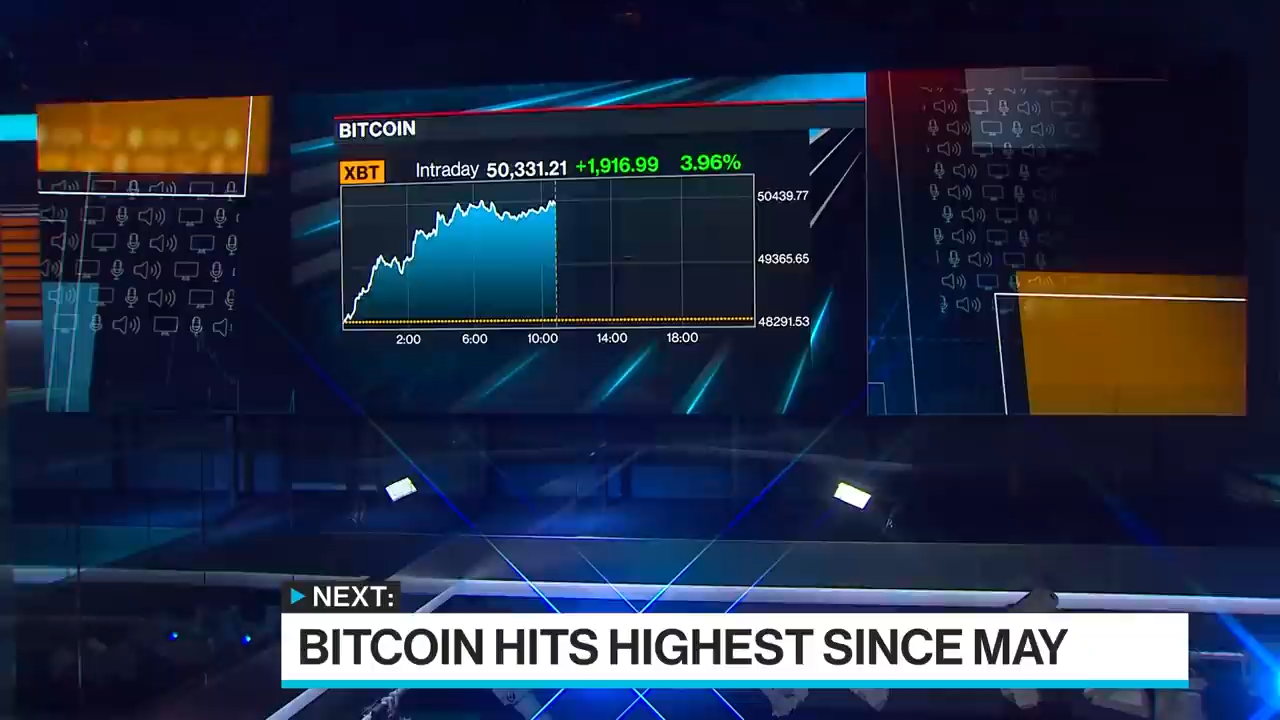 BITCOIN
XBT Intraday 50,331.21 +1,916.99 3.96%
50439.77
49365.65
48291.53
2:00 6:00 10:00 14:00 18:00
NEXT:
BITCOIN HITS HIGHEST SINCE MAY